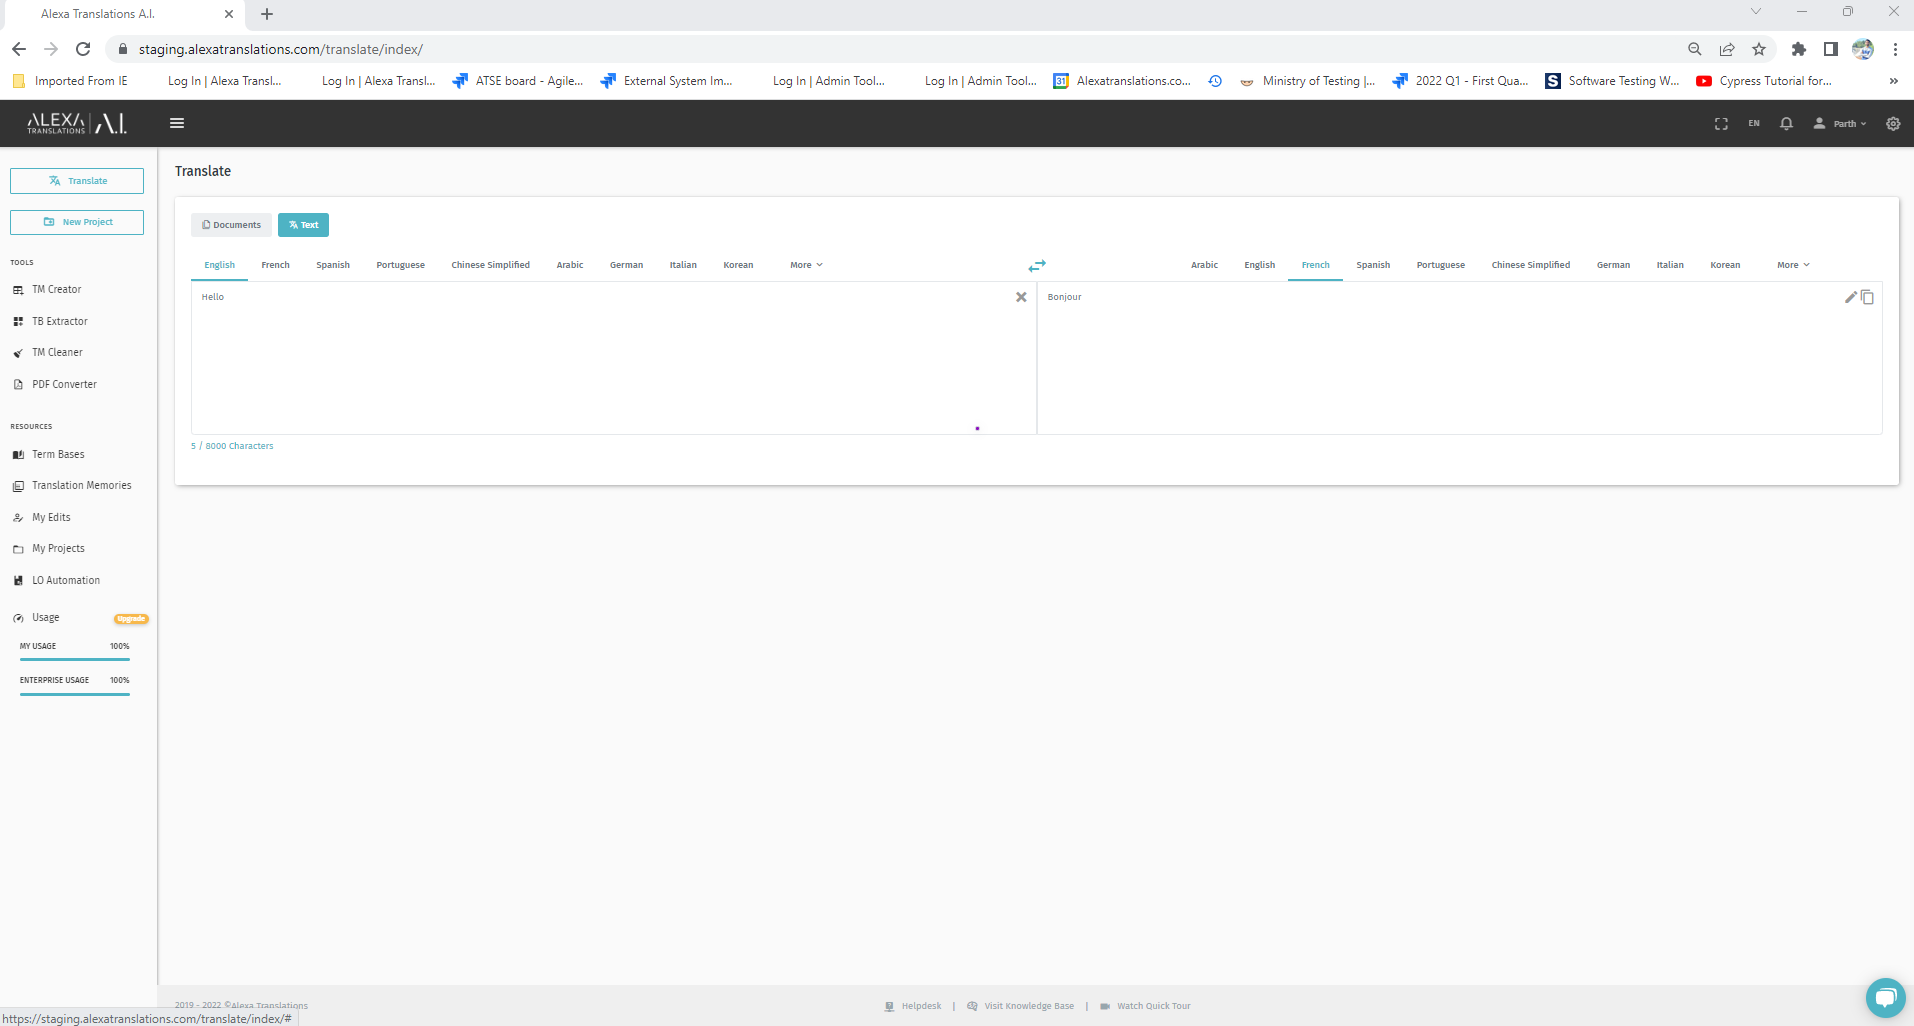 Alexa Translations A.I.
staging.alexatranslations.com/translate/index/
Imported From IE
Log In | Alexa Transl...
Log In | Alexa Transl...
ATSE board - Agile...
External System Im...
Log In | Admin Tool...
Log In | Admin Tool...
31
Alexatranslations.co...
Ministry of Testing |...
2022 Q1 - First Qua...
S
Software Testing W...
Cypress Tutorial for...
»
ALEXA
TRANSLATIONS
A.I.
EN
Parth
Translate
New Project
TOOLS
TM Creator
TB Extractor
TM Cleaner
PDF Converter
RESOURCES
Term Bases
Translation Memories
My Edits
My Projects
LO Automation
Usage
Upgrade
MY USAGE 100%
ENTERPRISE USAGE 100%
Translate
Documents
Text
English French Spanish Portuguese Chinese Simplified Arabic German Italian Korean More
Arabic English French Spanish Portuguese Chinese Simplified German Italian Korean More
Hello
Bonjour
5 / 8000 Characters
2019 - 2022 ©Alexa Translations
Helpdesk | Visit Knowledge Base | Watch Quick Tour
https://staging.alexatranslations.com/translate/index/#